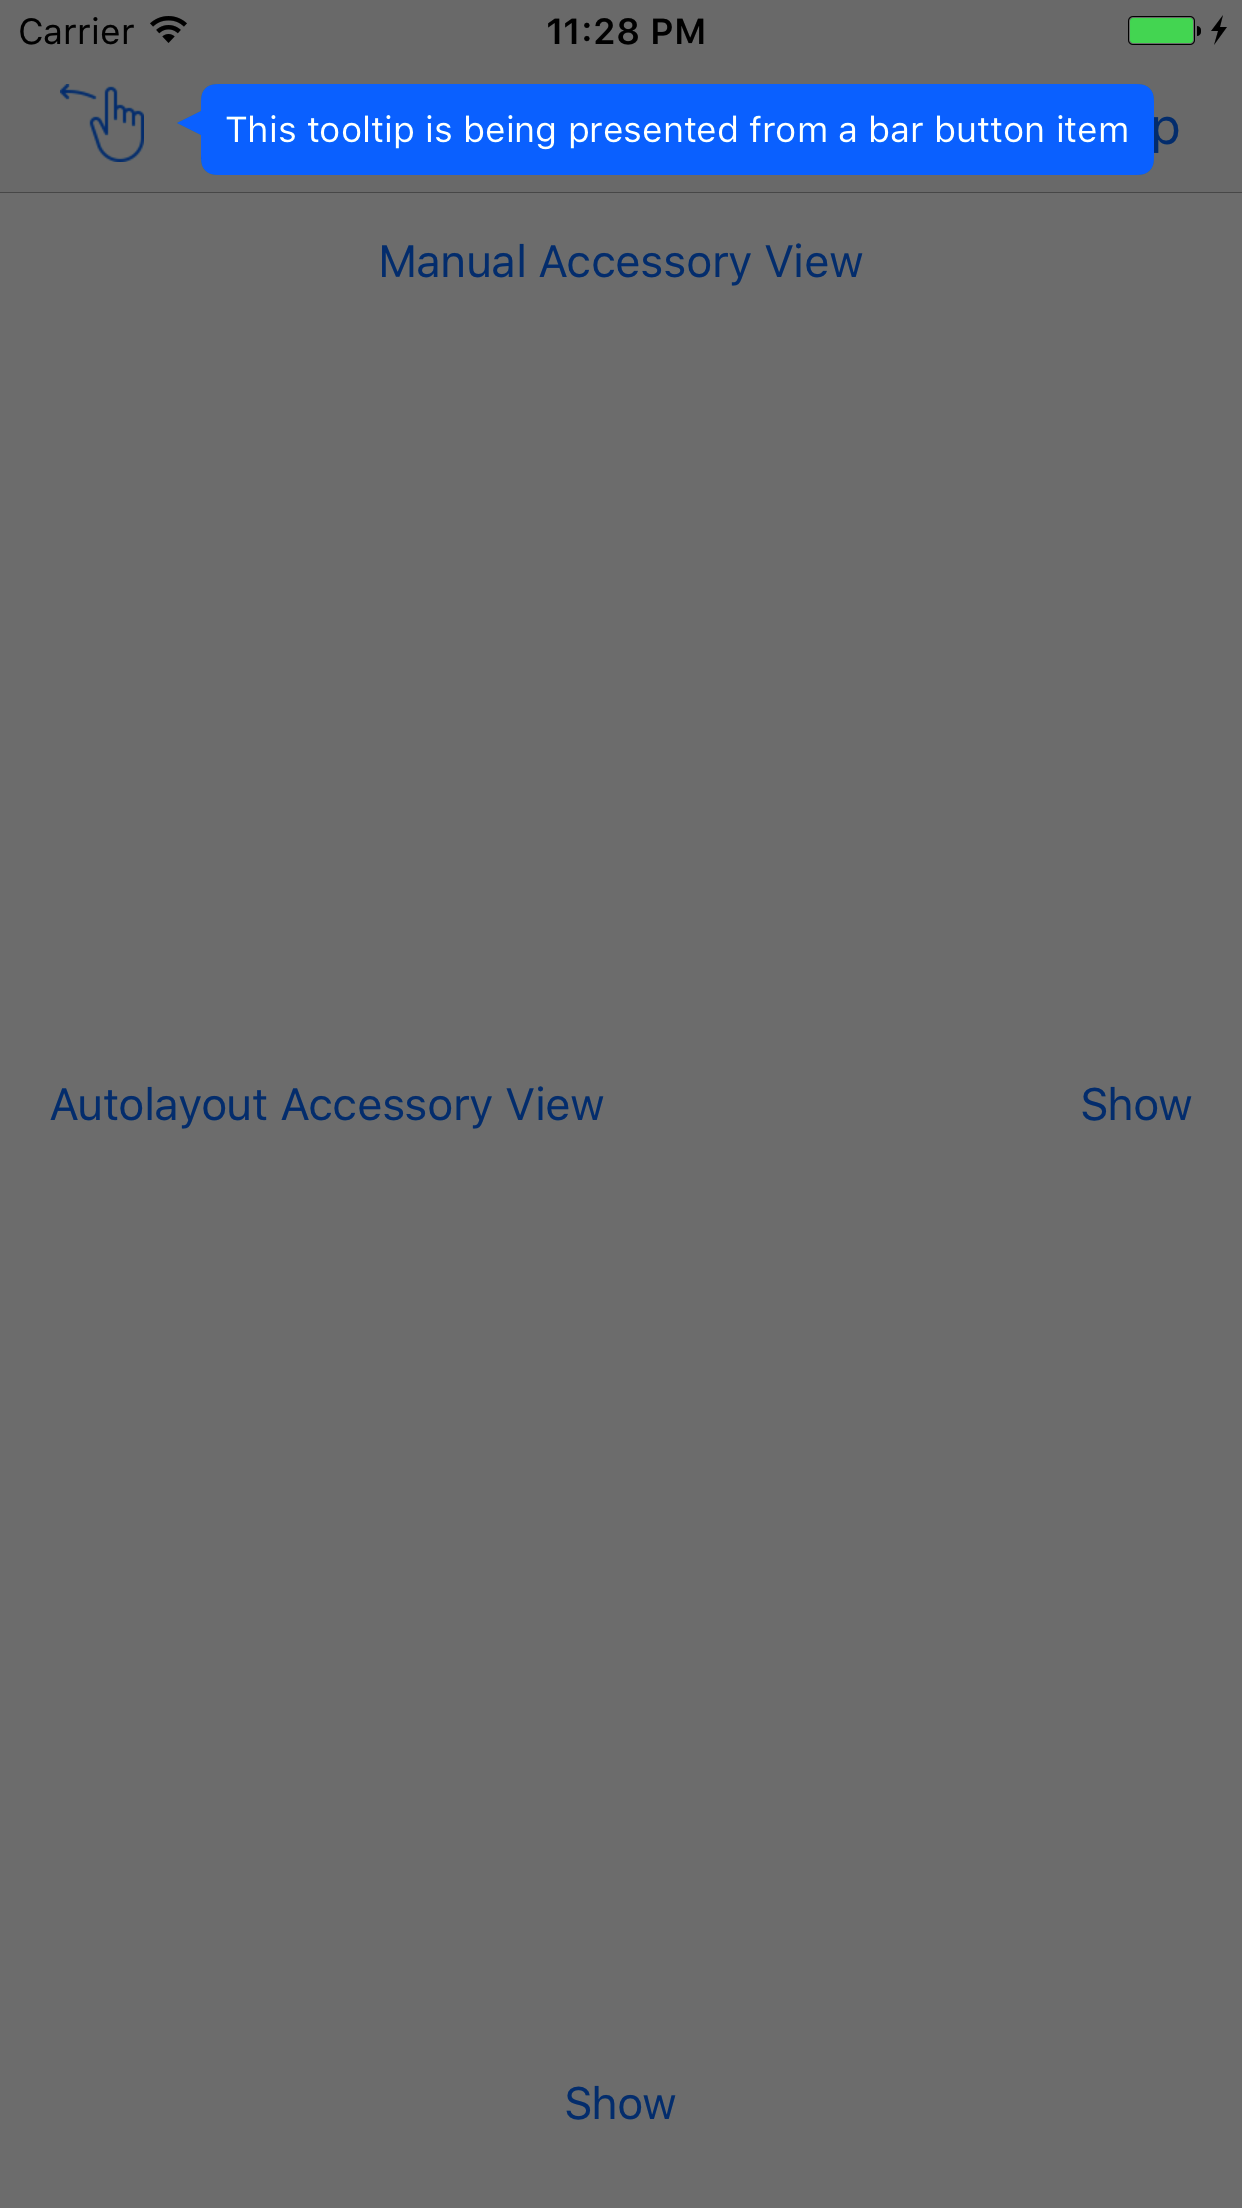 Carrier 11:28 PM
This tooltip is being presented from a bar button item
Manual Accessory View
Autolayout Accessory View Show
Show